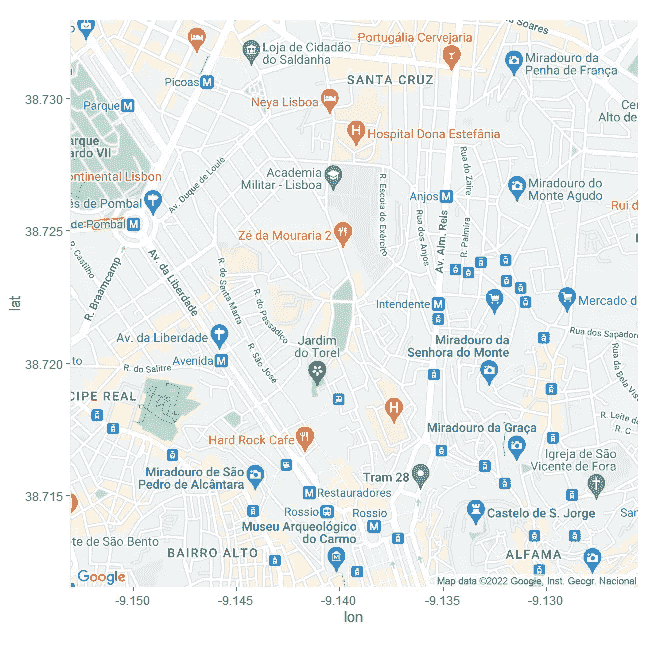 Soares
Portugália Cervejaria
Loja de Cidadão
do Saldanha
SANTA CRUZ
Miradouro da
Penha de França
Picoas
38.730
Parque
Neya Lisboa
Cen
Alto de
Hospital Dona Estefânia
arque
ardo VII
Av. Duque de Loulé
Academia
Militar - Lisboa
Rua do Zaire
ontinental Lisbon
Miradouro do
Monte Agudo
Anjos
R. Escola do Exército
ês de Pombal
Rui d
38.725
de Pombal
Zé da Mouraria 2
Rua dos Anjos
Av. Alm. Reis
R. Palmira
Castilho
R. Braamcamp
Av. da Liberdade
R. de Santa Marta
R. do Passadiço
lat
Intendente
Mercado d
Av. da Liberdade
Jardim
do Torel
Miradouro da
Senhora do Monte
Rua dos Sapadore
38.720
to
Avenida
R. do Salitre
R. São José
Rua da Bela Vis
CIPE REAL
R. Leite de
R. C
Hard Rock Cafe
Miradouro da Graça
Igreja de São
Vicente de Fora
Miradouro de São
Pedro de Alcântara
Tram 28
38.715
Restauradores
Rossio
Rossio
Castelo de S. Jorge
San
Museu Arqueológico
do Carmo
te de São Bento
BAIRRO ALTO
ALFAMA
Google
Map data ©2022 Google, Inst. Geogr. Nacional
-9.150
-9.145
-9.140
-9.135
-9.130
lon